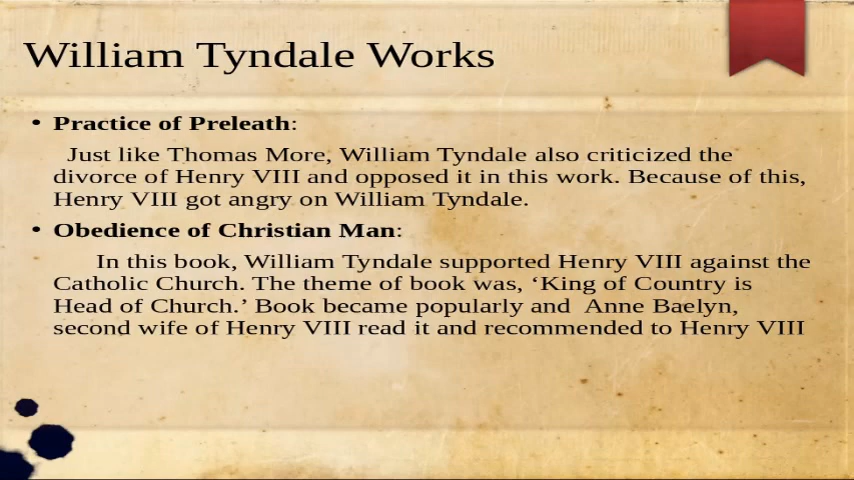 William Tyndale Works
• Practice of Preleath:
Just like Thomas More, William Tyndale also criticized the
divorce of Henry VIII and opposed it in this work. Because of this,
Henry VIII got angry on William Tyndale.
• Obedience of Christian Man:
In this book, William Tyndale supported Henry VIII against the
Catholic Church. The theme of book was, ‘King of Country is
Head of Church.’ Book became popularly and  Anne Baelyn,
second wife of Henry VIII read it and recommended to Henry VIII